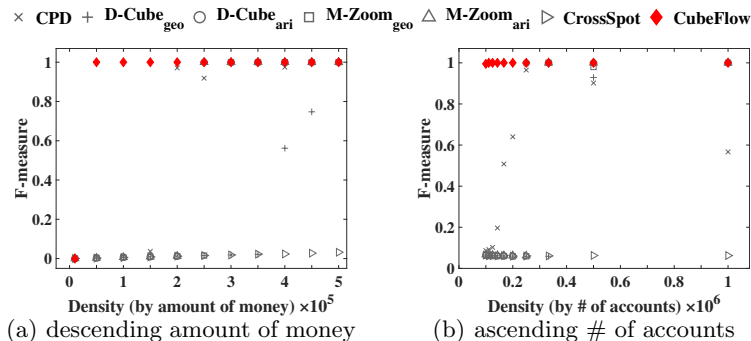 CPD D-Cube_geo D-Cube_ari M-Zoom_geo M-Zoom_ari CrossSpot CubeFlow
1
0.8
0.6
0.4
0.2
0
F-measure
0 1 2 3 4 5
Density (by amount of money) ×10^5
(a) descending amount of money
1
0.8
0.6
0.4
0.2
0
F-measure
0 0.2 0.4 0.6 0.8 1
Density (by # of accounts) ×10^6
(b) ascending # of accounts